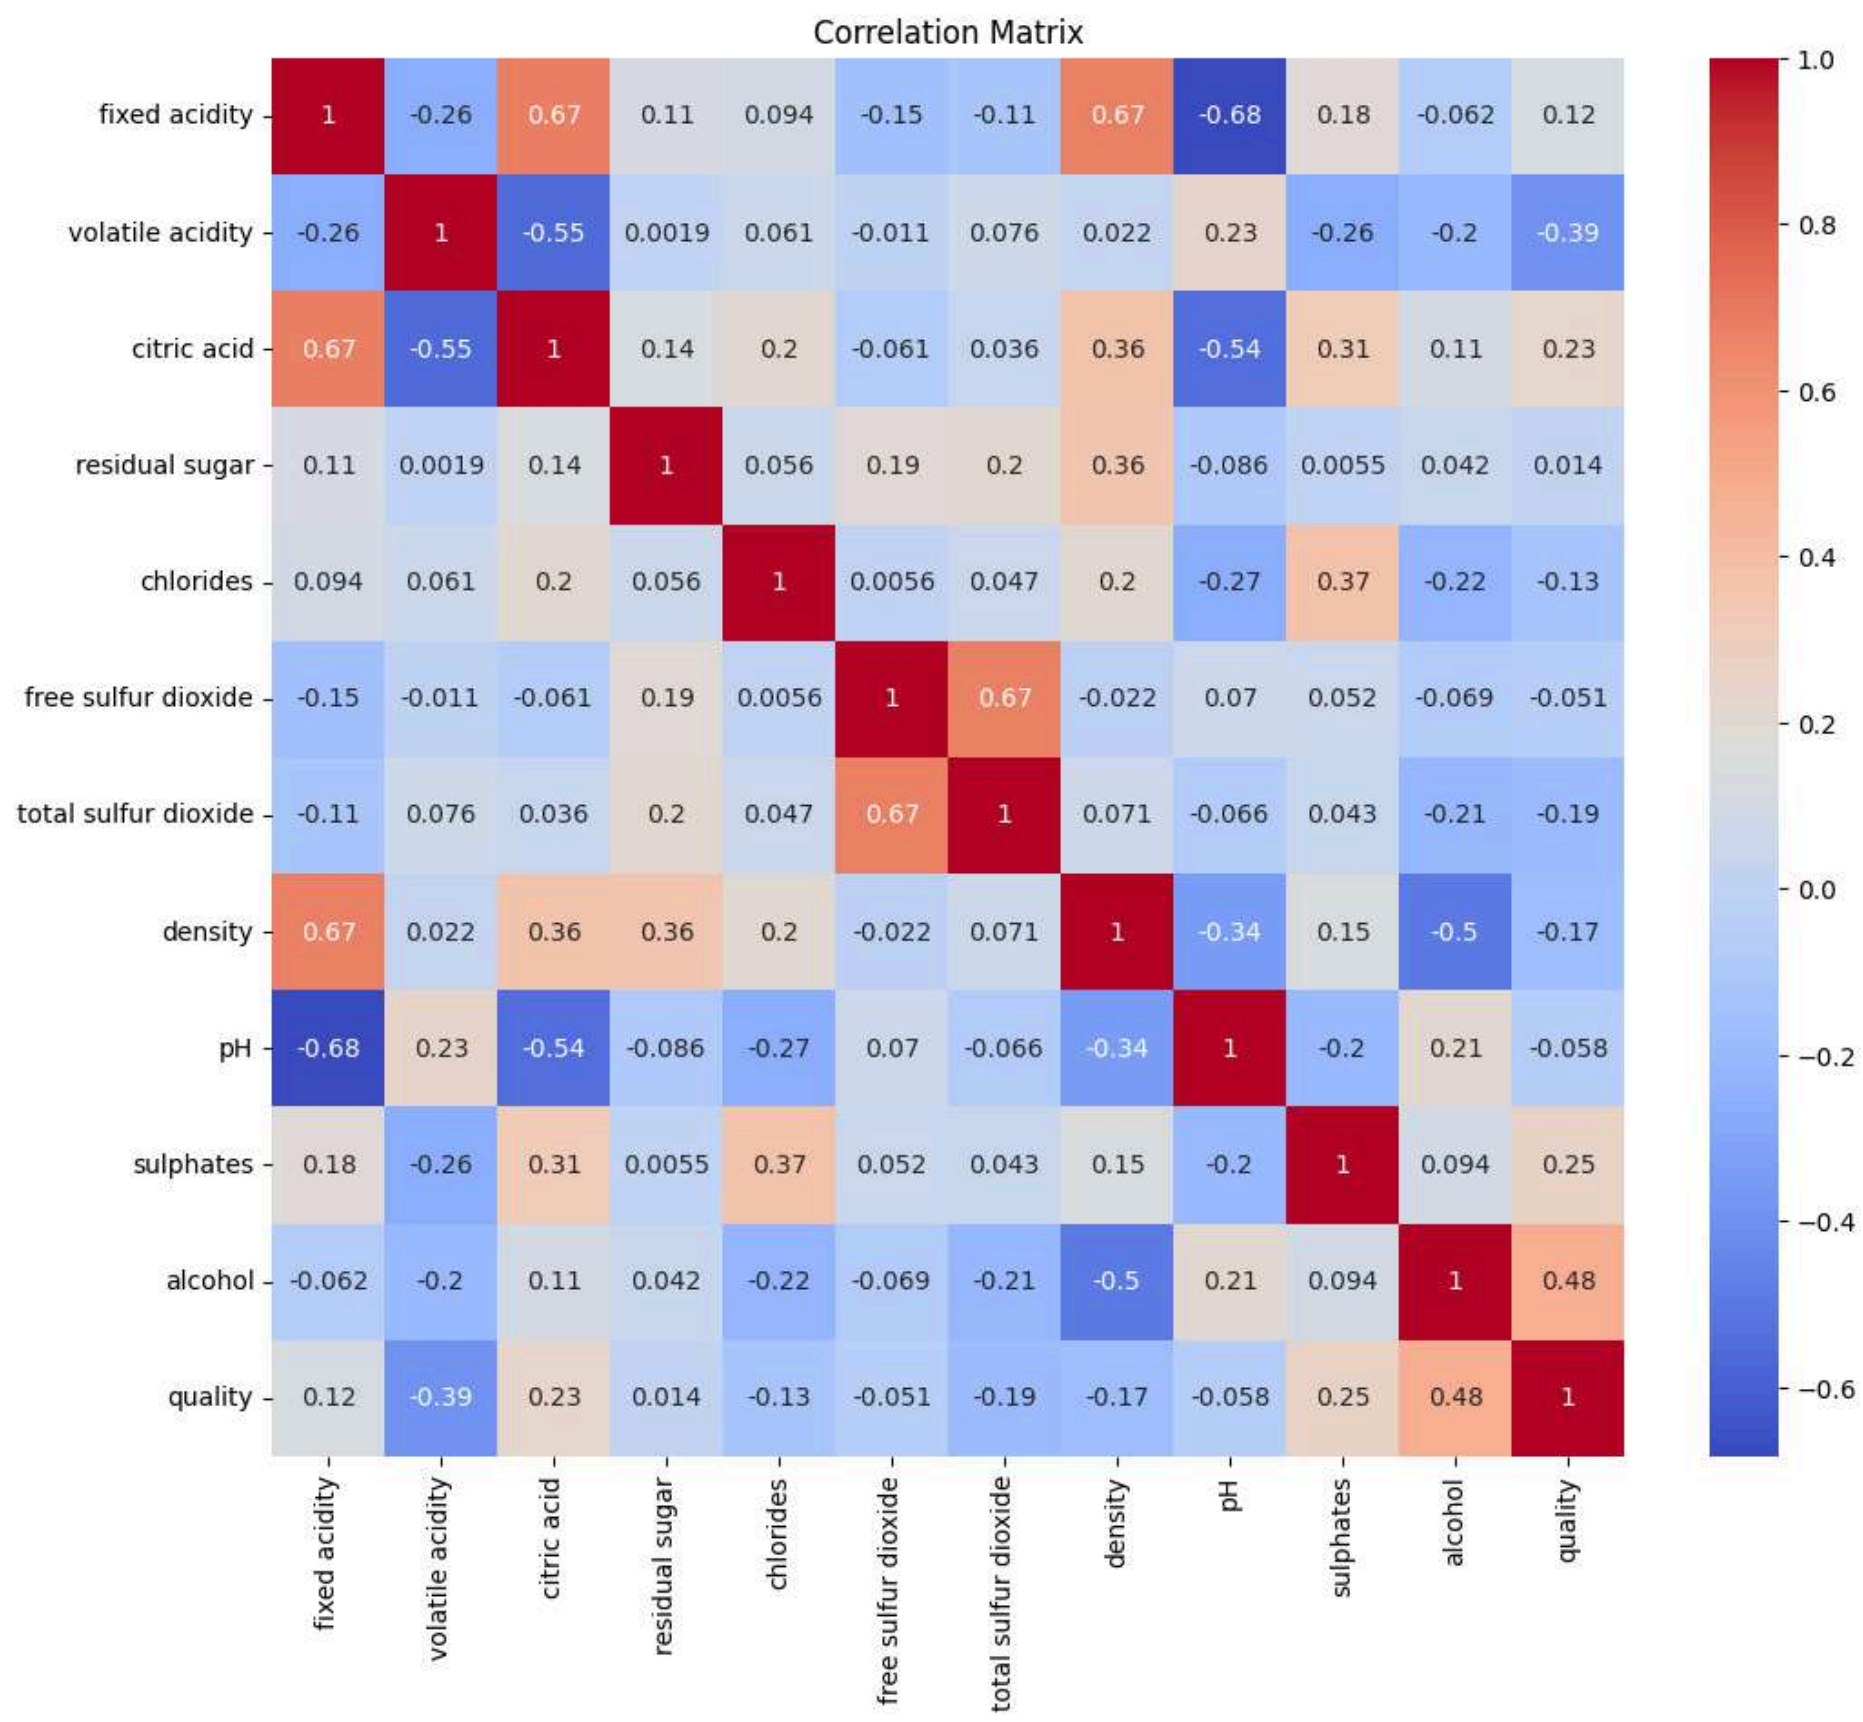 Correlation Matrix
fixed acidity 1 -0.26 0.67 0.11 0.094 -0.15 -0.11 0.67 -0.68 0.18 -0.062 0.12
volatile acidity -0.26 1 -0.55 0.0019 0.061 -0.011 0.076 0.022 0.23 -0.26 -0.2 -0.39
citric acid 0.67 -0.55 1 0.14 0.2 -0.061 0.036 0.36 -0.54 0.31 0.11 0.23
residual sugar 0.11 0.0019 0.14 1 0.056 0.19 0.2 0.36 -0.086 0.0055 0.042 0.014
chlorides 0.094 0.061 0.2 0.056 1 0.0056 0.047 0.2 -0.27 0.37 -0.22 -0.13
free sulfur dioxide -0.15 -0.011 -0.061 0.19 0.0056 1 0.67 -0.022 0.07 0.052 -0.069 -0.051
total sulfur dioxide -0.11 0.076 0.036 0.2 0.047 0.67 1 0.071 -0.066 0.043 -0.21 -0.19
density 0.67 0.022 0.36 0.36 0.2 -0.022 0.071 1 -0.34 0.15 -0.5 -0.17
pH -0.68 0.23 -0.54 -0.086 -0.27 0.07 -0.066 -0.34 1 -0.2 0.21 -0.058
sulphates 0.18 -0.26 0.31 0.0055 0.37 0.052 0.043 0.15 -0.2 1 0.094 0.25
alcohol -0.062 -0.2 0.11 0.042 -0.22 -0.069 -0.21 -0.5 0.21 0.094 1 0.48
quality 0.12 -0.39 0.23 0.014 -0.13 -0.051 -0.19 -0.17 -0.058 0.25 0.48 1
fixed acidity
volatile acidity
citric acid
residual sugar
chlorides
free sulfur dioxide
total sulfur dioxide
density
pH
sulphates
alcohol
quality
1.0
0.8
0.6
0.4
0.2
0.0
−0.2
−0.4
−0.6